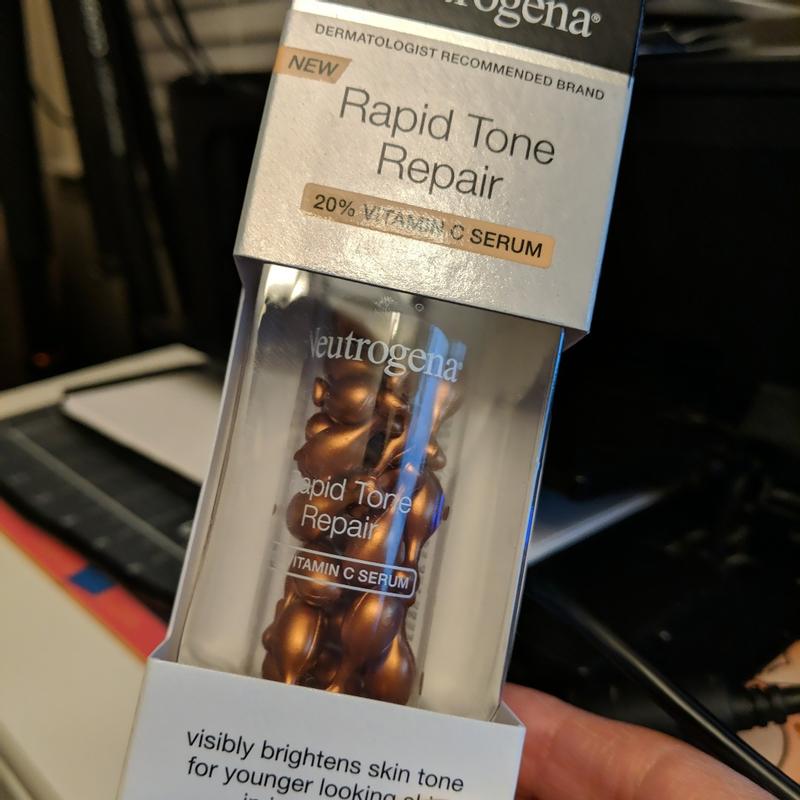 Neutrogena®
DERMATOLOGIST RECOMMENDED BRAND
NEW
Rapid Tone
Repair
20% VITAMIN C SERUM
Neutrogena®
Rapid Tone
Repair
VITAMIN C SERUM
visibly brightens skin tone
for younger looking